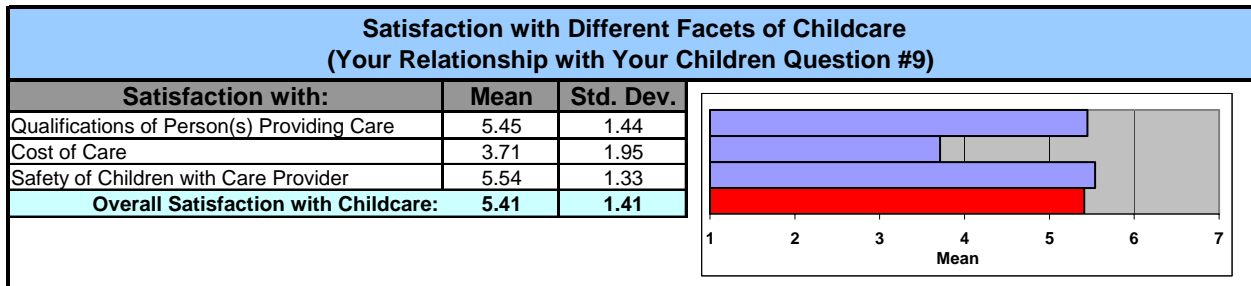 Satisfaction with Different Facets of Childcare
(Your Relationship with Your Children Question #9)
Satisfaction with: Mean Std. Dev.
Qualifications of Person(s) Providing Care 5.45 1.44
Cost of Care 3.71 1.95
Safety of Children with Care Provider 5.54 1.33
Overall Satisfaction with Childcare: 5.41 1.41
1 2 3 4 5 6 7
Mean